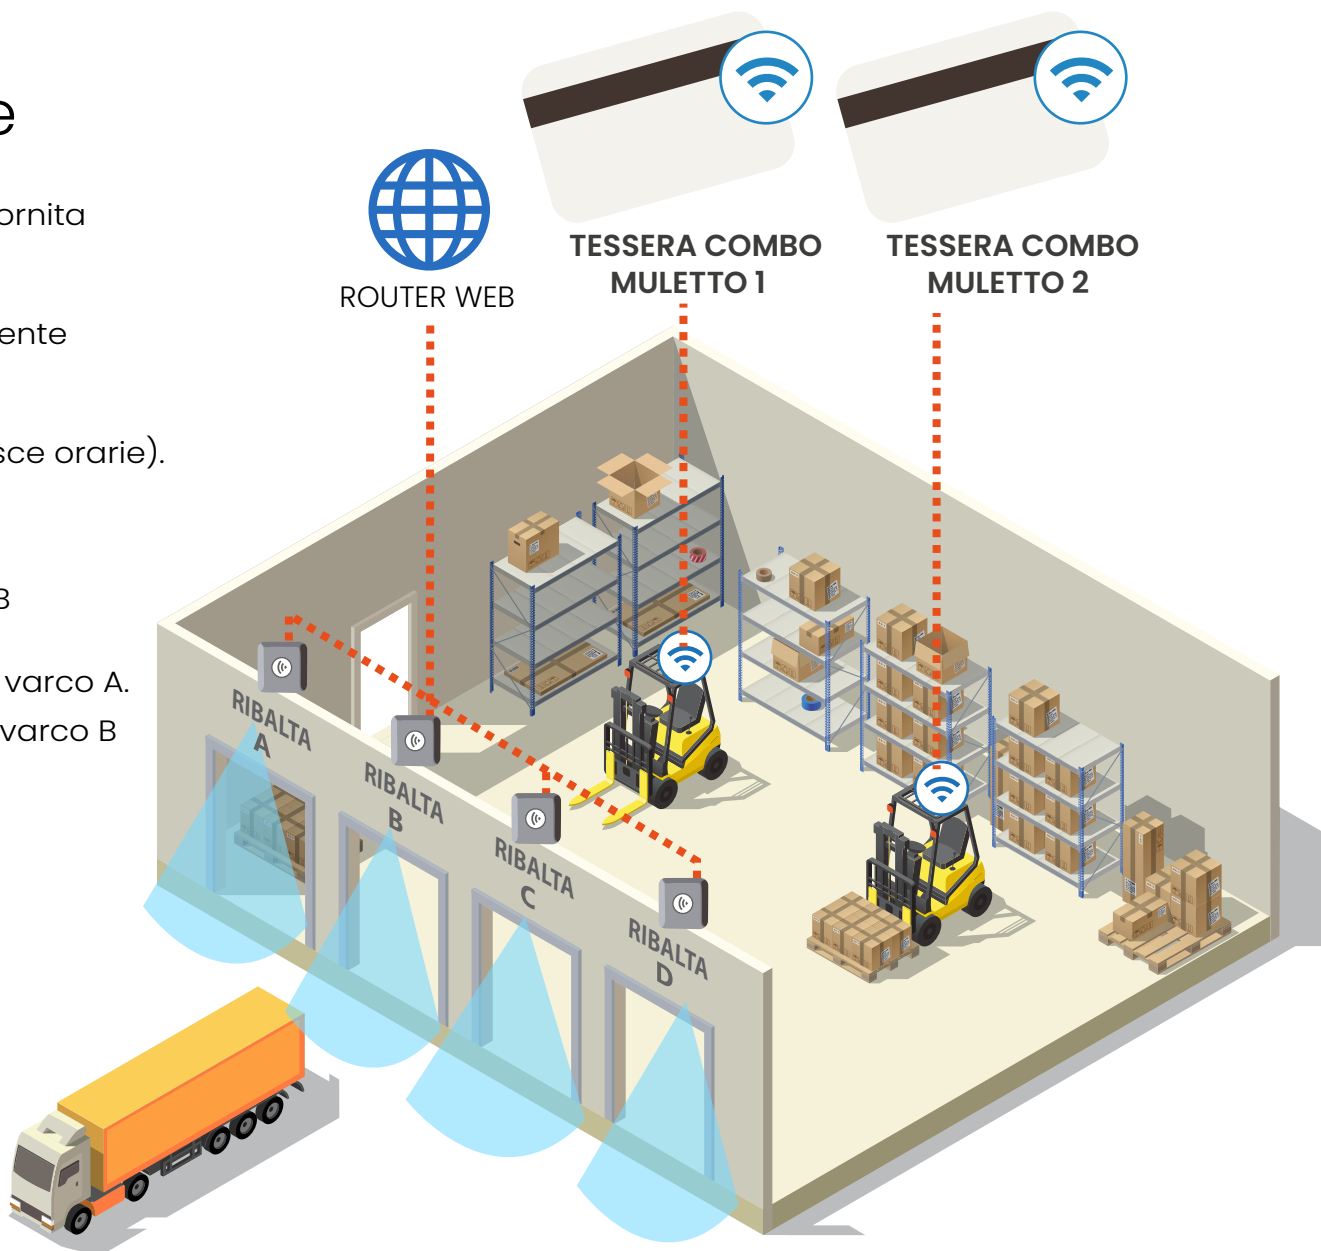 e
ornita
ente
sce orarie).
B
varco A.
varco B
ROUTER WEB
TESSERA COMBO
MULETTO 1
TESSERA COMBO
MULETTO 2
RIBALTA
A
RIBALTA
B
RIBALTA
C
RIBALTA
D